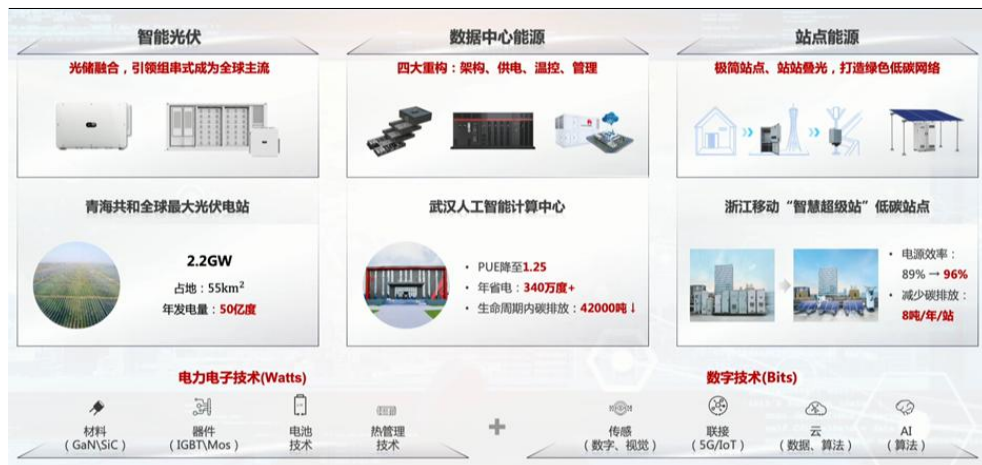 智能光伏
光储融合，引领组串式成为全球主流
数据中心能源
四大重构：架构、供电、温控、管理
站点能源
极简站点、站站叠光，打造绿色低碳网络
青海共和全球最大光伏电站
2.2GW
占地：55km²
年发电量：50亿度
武汉人工智能计算中心
• PUE降至1.25
• 年省电：340万度+
• 生命周期内碳排放：42000吨↓
浙江移动“智慧超级站”低碳站点
• 电源效率：
89% → 96%
• 减少碳排放：
8吨/年/站
电力电子技术(Watts)
材料
（GaN\SiC）
器件
（IGBT\Mos）
电池
技术
热管理
技术
+
数字技术(Bits)
传感
（数字、视觉）
联接
（5G/IoT）
云
（数据、算法）
AI
（算法）